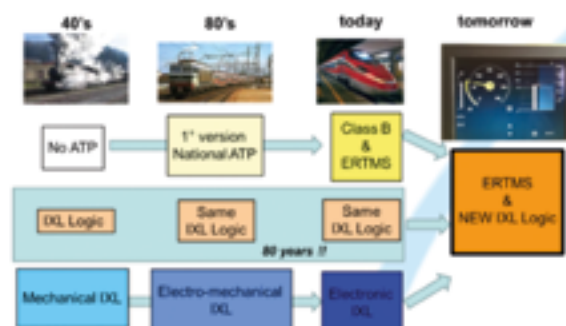 40's
80's
today
tomorrow
No ATP
1° version
National ATP
Class B
&
ERTMS
IXL Logic
Same
IXL Logic
Same
IXL Logic
80 years !!
ERTMS
&
NEW IXL Logic
Mechanical IXL
Electro-mechanical
IXL
Electronic
IXL